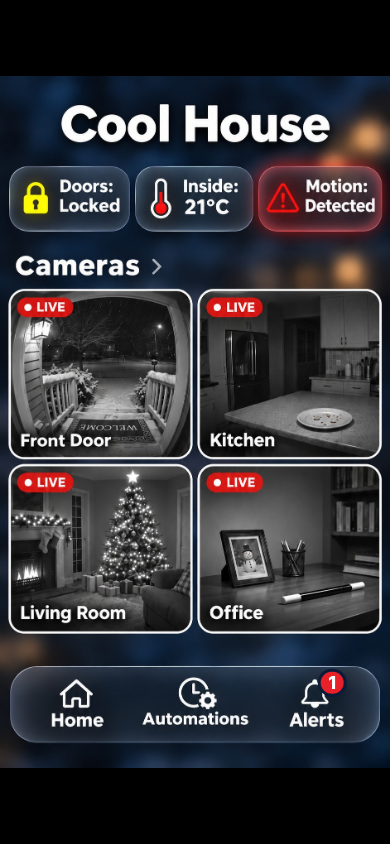 Cool House
Doors:
Locked
Inside:
21°C
Motion:
Detected
Cameras >
LIVE
LIVE
WELCOME
Front Door
Kitchen
LIVE
LIVE
Living Room
Office
1
Home
Automations
Alerts